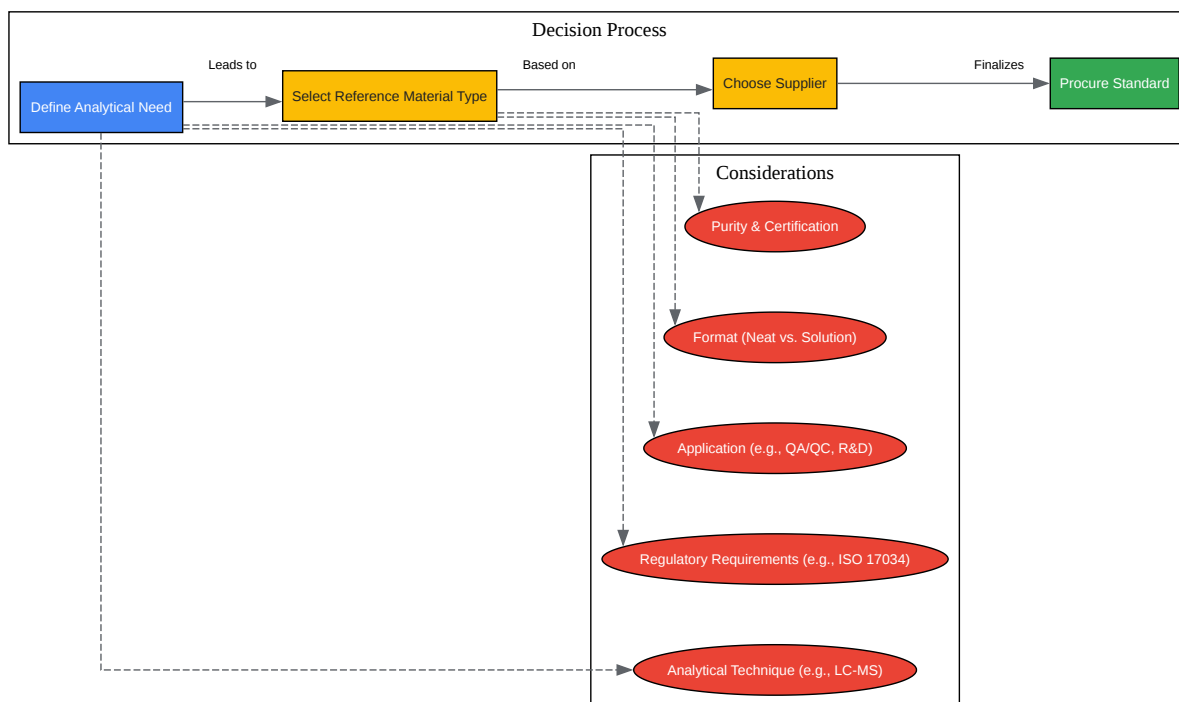 Decision Process
Leads to
Based on
Finalizes
Define Analytical Need
Select Reference Material Type
Choose Supplier
Procure Standard
Considerations
Purity & Certification
Format (Neat vs. Solution)
Application (e.g., QA/QC, R&D)
Regulatory Requirements (e.g., ISO 17034)
Analytical Technique (e.g., LC-MS)